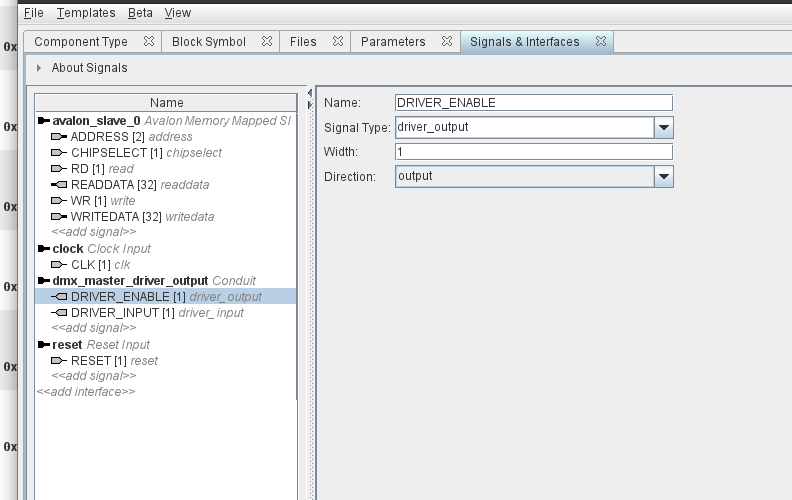 File Templates Beta View
Component Type Block Symbol Files Parameters Signals & Interfaces
About Signals
Name
avalon_slave_0 Avalon Memory Mapped Sl
ADDRESS [2] address
CHIPSELECT [1] chipselect
RD [1] read
READDATA [32] readdata
WR [1] write
WRITEDATA [32] writedata
<<add signal>>
clock Clock Input
CLK [1] clk
dmx_master_driver_output Conduit
DRIVER_ENABLE [1] driver_output
DRIVER_INPUT [1] driver_input
<<add signal>>
reset Reset Input
RESET [1] reset
<<add signal>>
<<add interface>>
Name: DRIVER_ENABLE
Signal Type: driver_output
Width: 1
Direction: output
0x
0x
0x
0x
0x
0x